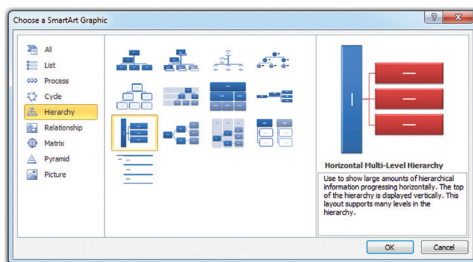 Choose a SmartArt Graphic
All
List
Process
Cycle
Hierarchy
Relationship
Matrix
Pyramid
Picture
Horizontal Multi-Level Hierarchy
Use to show large amounts of hierarchical
information progressing horizontally. The top
of the hierarchy is displayed vertically. This
layout supports many levels in the
hierarchy.
OK
Cancel